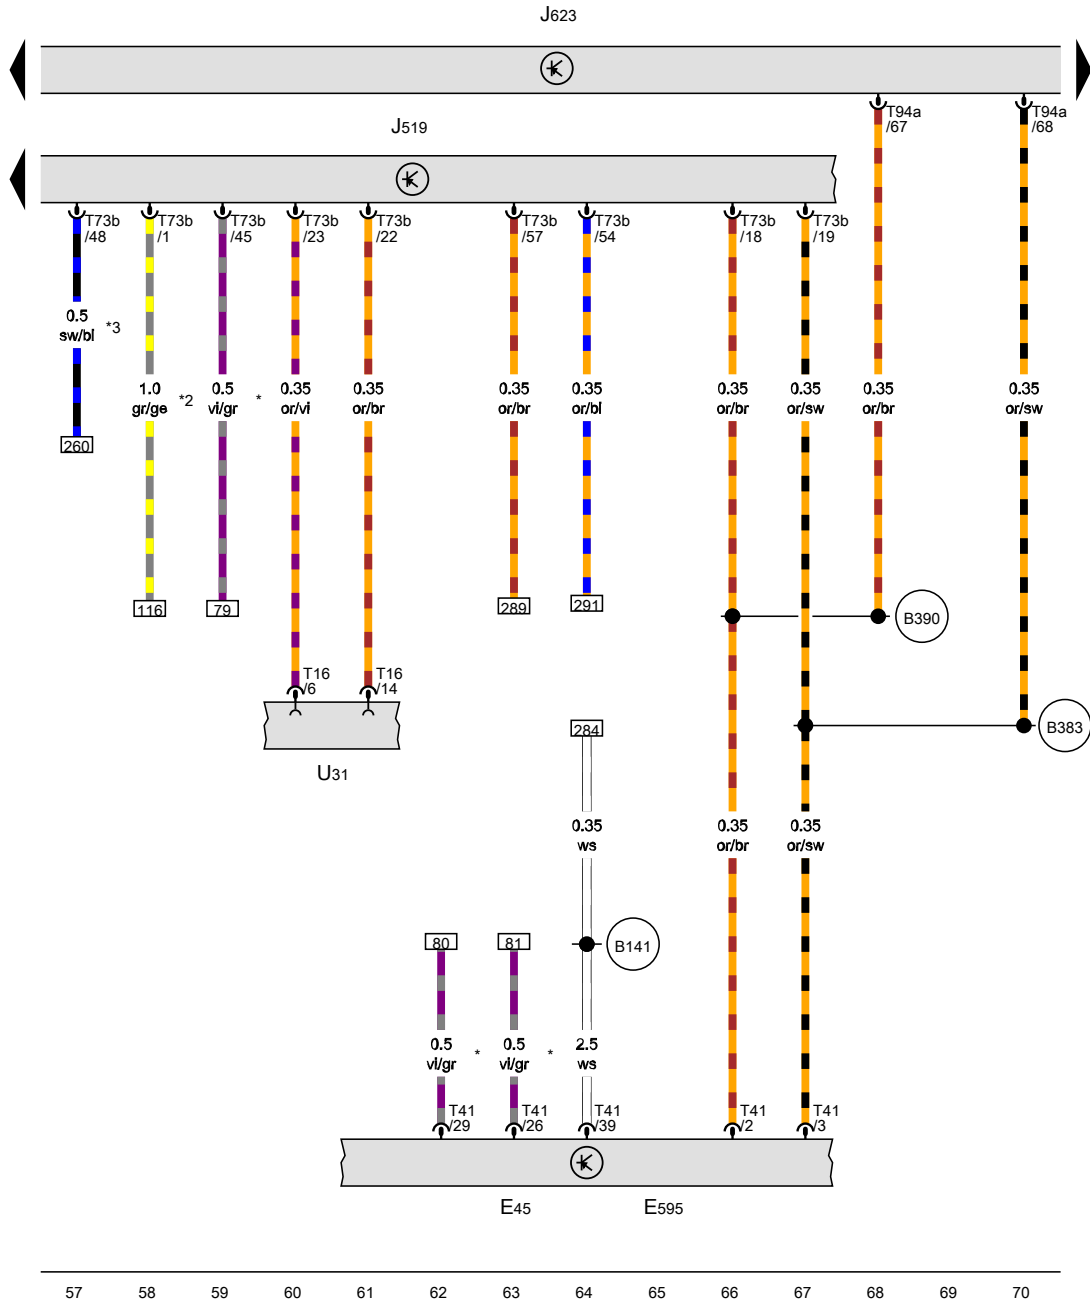 J623
T94a
/67
T94a
/68
J519
T73b
/48
T73b
/1
T73b
/45
T73b
/23
T73b
/22
T73b
/57
T73b
/54
T73b
/18
T73b
/19
0.5
sw/bl
*3
1.0
gr/ge
*2
0.5
vi/gr
*
0.35
or/vi
0.35
or/br
0.35
or/br
0.35
or/bl
0.35
or/br
0.35
or/sw
0.35
or/br
0.35
or/sw
260
116
79
289
291
B390
T16
/6
T16
/14
U31
284
B383
0.35
ws
0.35
or/br
0.35
or/sw
80
81
B141
0.5
vi/gr
*
0.5
vi/gr
*
2.5
ws
T41
/29
T41
/26
T41
/39
T41
/2
T41
/3
E45
E595
57 58 59 60 61 62 63 64 65 66 67 68 69 70